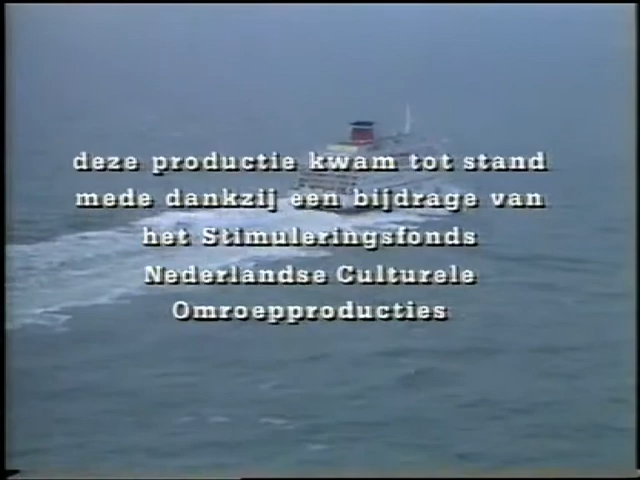 deze productie kwam tot stand
mede dankzij een bijdrage van
het Stimuleringsfonds
Nederlandse Culturele
Omroepproducties